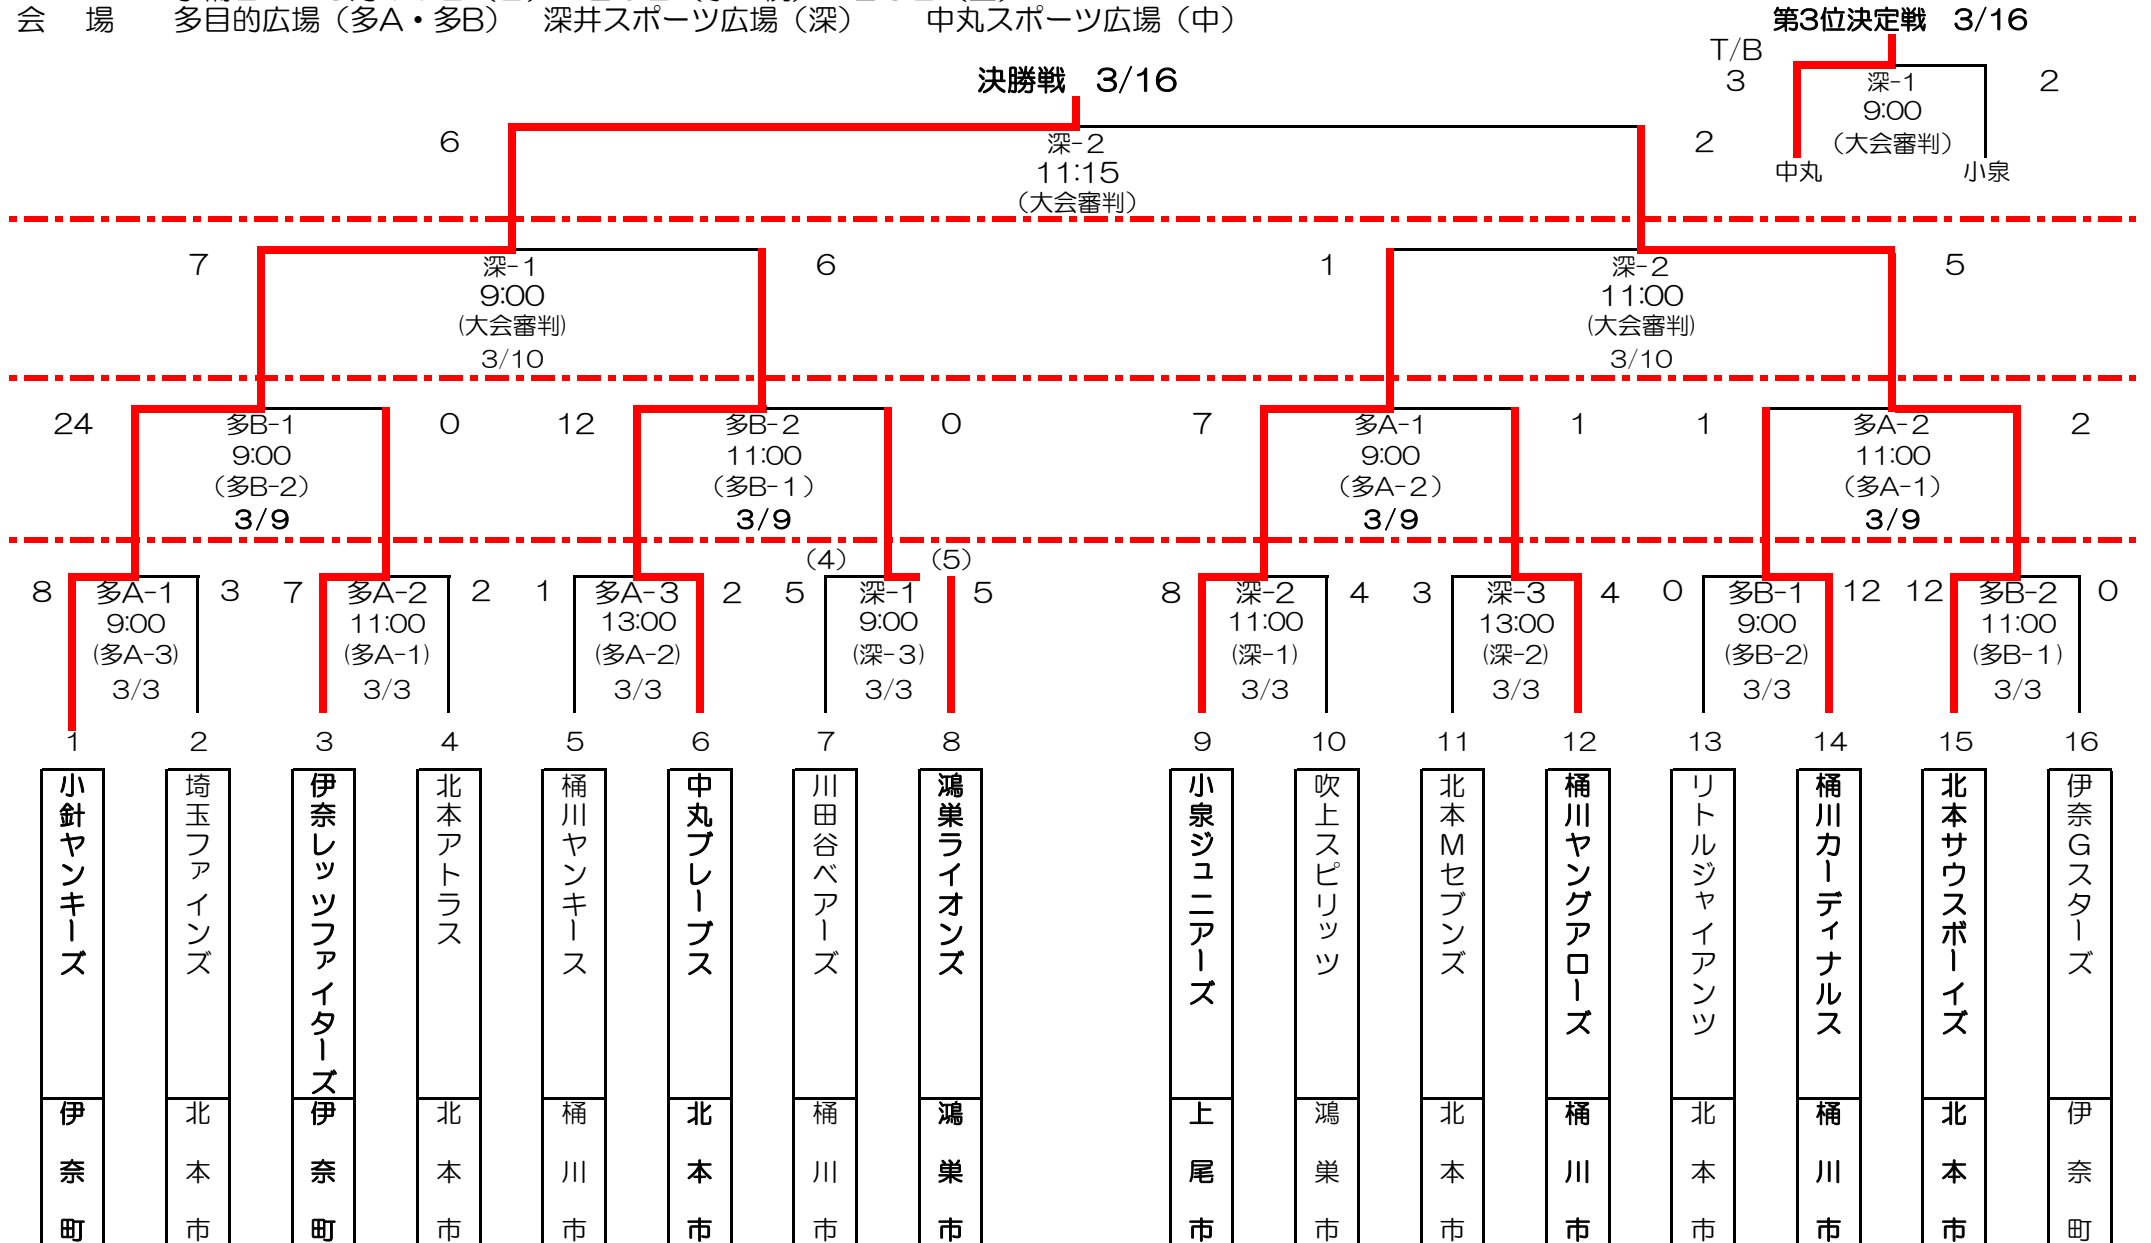 会　場　多目的広場（多A・多B）　深井スポーツ広場（深）　中丸スポーツ広場（中）
第3位決定戦　3/16
T/B
3　深-1　2
9:00
（大会審判）
中丸　小泉
決勝戦　3/16
6　深-2　2
11:15
（大会審判）
7　深-1　6　1　深-2　5
9:00　11:00
(大会審判)　(大会審判)
3/10　3/10
24　多B-1　0　12　多B-2　0　7　多A-1　1　1　多A-2　2
9:00　11:00　9:00　11:00
（多B-2）　（多B-1）　（多A-2）　（多A-1）
3/9　3/9　3/9　3/9
（4）　（5）
8　多A-1　3　7　多A-2　2　1　多A-3　2　5　深-1　5　8　深-2　4　3　深-3　4　0　多B-1　12　12　多B-2　0
9:00　11:00　13:00　9:00　11:00　13:00　9:00　11:00
(多A-3)　(多A-1)　(多A-2)　(深-3)　(深-1)　(深-2)　(多B-2)　(多B-1)
3/3　3/3　3/3　3/3　3/3　3/3　3/3　3/3
1　2　3　4　5　6　7　8　9　10　11　12　13　14　15　16
小針ヤンキーズ
埼玉ファインズ
伊奈レッツファイターズ
北本アトラス
桶川ヤンキース
中丸ブレーブス
川田谷ベアーズ
鴻巣ライオンズ
小泉ジュニアーズ
吹上スピリッツ
北本Mセブンズ
桶川ヤングアローズ
リトルジャイアンツ
桶川カーディナルス
北本サウスボーイズ
伊奈Gスターズ
伊奈町
北本市
伊奈町
北本市
桶川市
北本市
桶川市
鴻巣市
上尾市
鴻巣市
北本市
桶川市
北本市
桶川市
北本市
伊奈町